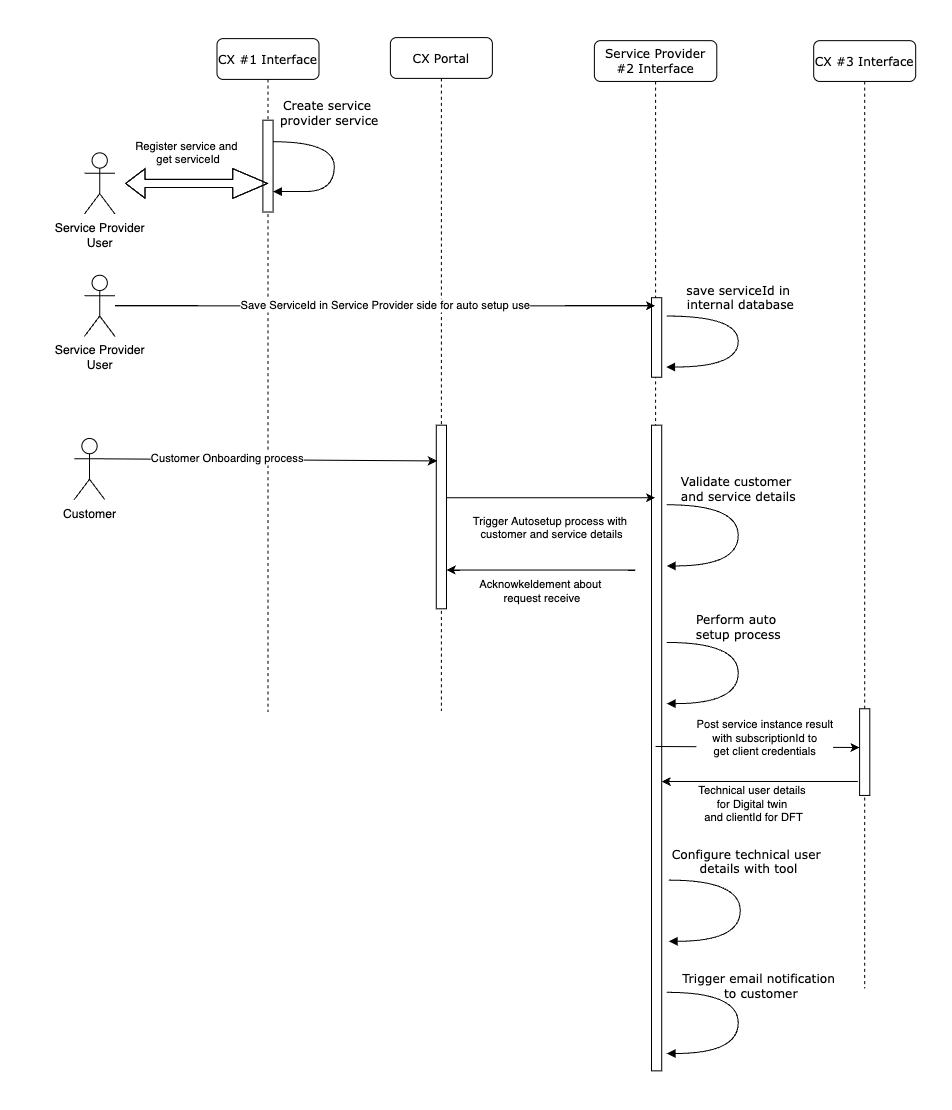 CX #1 Interface
CX Portal
Service Provider
#2 Interface
CX #3 Interface
Create service
provider service
Register service and
get serviceId
Service Provider
User
save serviceId in
internal database
Save ServiceId in Service Provider side for auto setup use
Service Provider
User
Customer Onboarding process
Customer
Validate customer
and service details
Trigger Autosetup process with
customer and service details
Acknowkeldement about
request receive
Perform auto
setup process
Post service instance result
with subscriptionId to
get client credentials
Technical user details
for Digital twin
and clientId for DFT
Configure technical user
details with tool
Trigger email notification
to customer